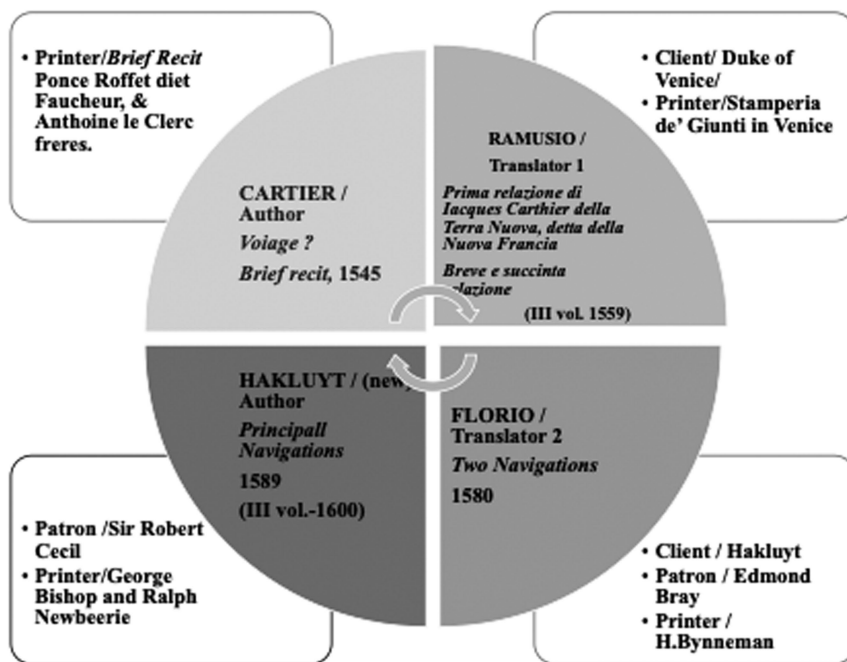 • Printer/Brief Recit
Ponce Roffet diet
Faucheur, &
Anthoine le Clerc
freres.
• Client/ Duke of
Venice/
• Printer/Stamperia
de’ Giunti in Venice
CARTIER /
Author
Voiage ?
Brief recit, 1545
RAMUSIO /
Translator 1
Prima relazione di
Iacques Carthier della
Terra Nuova, detta della
Nuova Francia
Breve e succinta
elazione
(III vol. 1559)
HAKLUYT / (new)
Author
Principall
Navigations
1589
(III vol.-1600)
FLORIO /
Translator 2
Two Navigations
1580
• Patron /Sir Robert
Cecil
• Printer/George
Bishop and Ralph
Newbeerie
• Client / Hakluyt
• Patron / Edmond
Bray
• Printer /
H.Bynneman